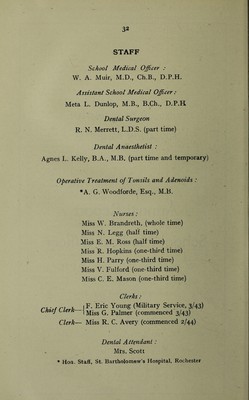 32
STAFF
School Medical Officer :
W. A. Muir, M.D., Ch.B., D.P.H.
Assistant School Medical Officer:
Meta L. Dunlop, M.B., B.Ch., D.P.H.
Dental Surgeon
R. N. Merrett, L.D.S. (part time)
Dental Anaesthetist :
Agnes L. Kelly, B.A., M.B, (part time and temporary)
Operative Treatment of Tonsils and Adenoids :
*A. G. Woodforde, Esq., M.B.
Nurses :
Miss W. Brandreth, (whole time)
Miss N. Legg (half time)
Miss E. M. Ross (half time)
Miss R. Hopkins (one-third time)
Miss H. Parry (one-third time)
Miss V. Fulford (one-third time)
Miss C. E. Mason (one-third time)
Clerks :
Chief Clerk— { F. Eric Young (Military Service, 3/43)
Miss G. Palmer (commenced 3/43)
Clerk— Miss R. C. Avery (commenced 2/44)
Dental Attendant :
Mrs. Scott
* Hon. Staff, St. Bartholomew's Hospital, Rochester